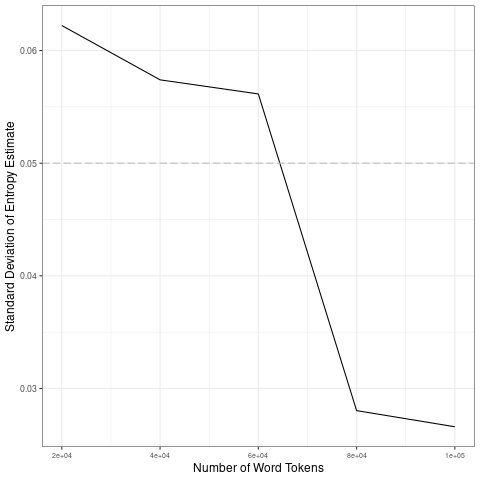 Standard Deviation of Entropy Estimate
0.06
0.05
0.04
0.03
2e+04 4e+04 6e+04 8e+04 1e+05
Number of Word Tokens